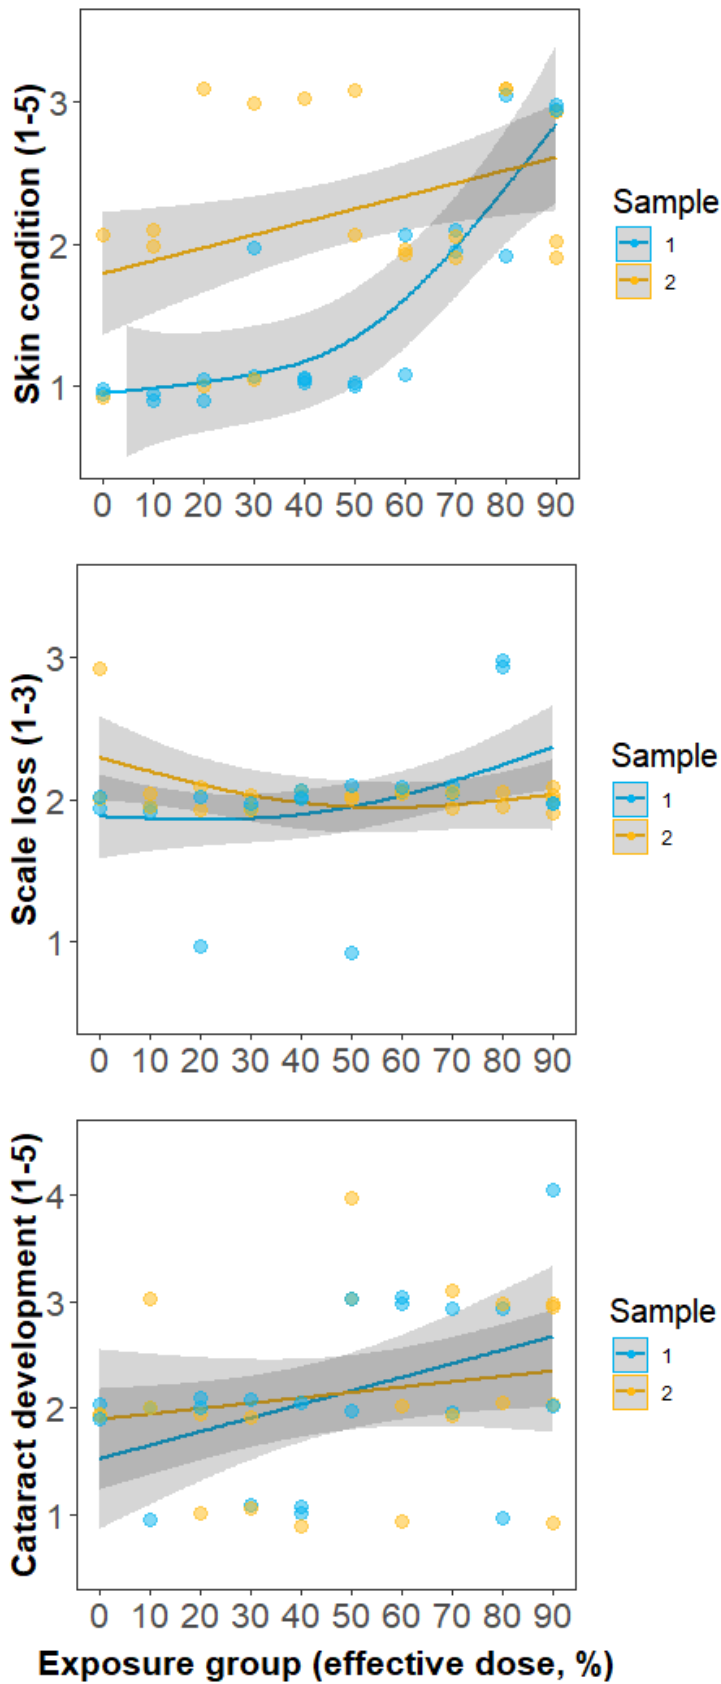 Skin condition (1-5)
3
2
1
0 10 20 30 40 50 60 70 80 90
Sample
1
2
Scale loss (1-3)
3
2
1
0 10 20 30 40 50 60 70 80 90
Sample
1
2
Cataract development (1-5)
4
3
2
1
0 10 20 30 40 50 60 70 80 90
Sample
1
2
Exposure group (effective dose, %)